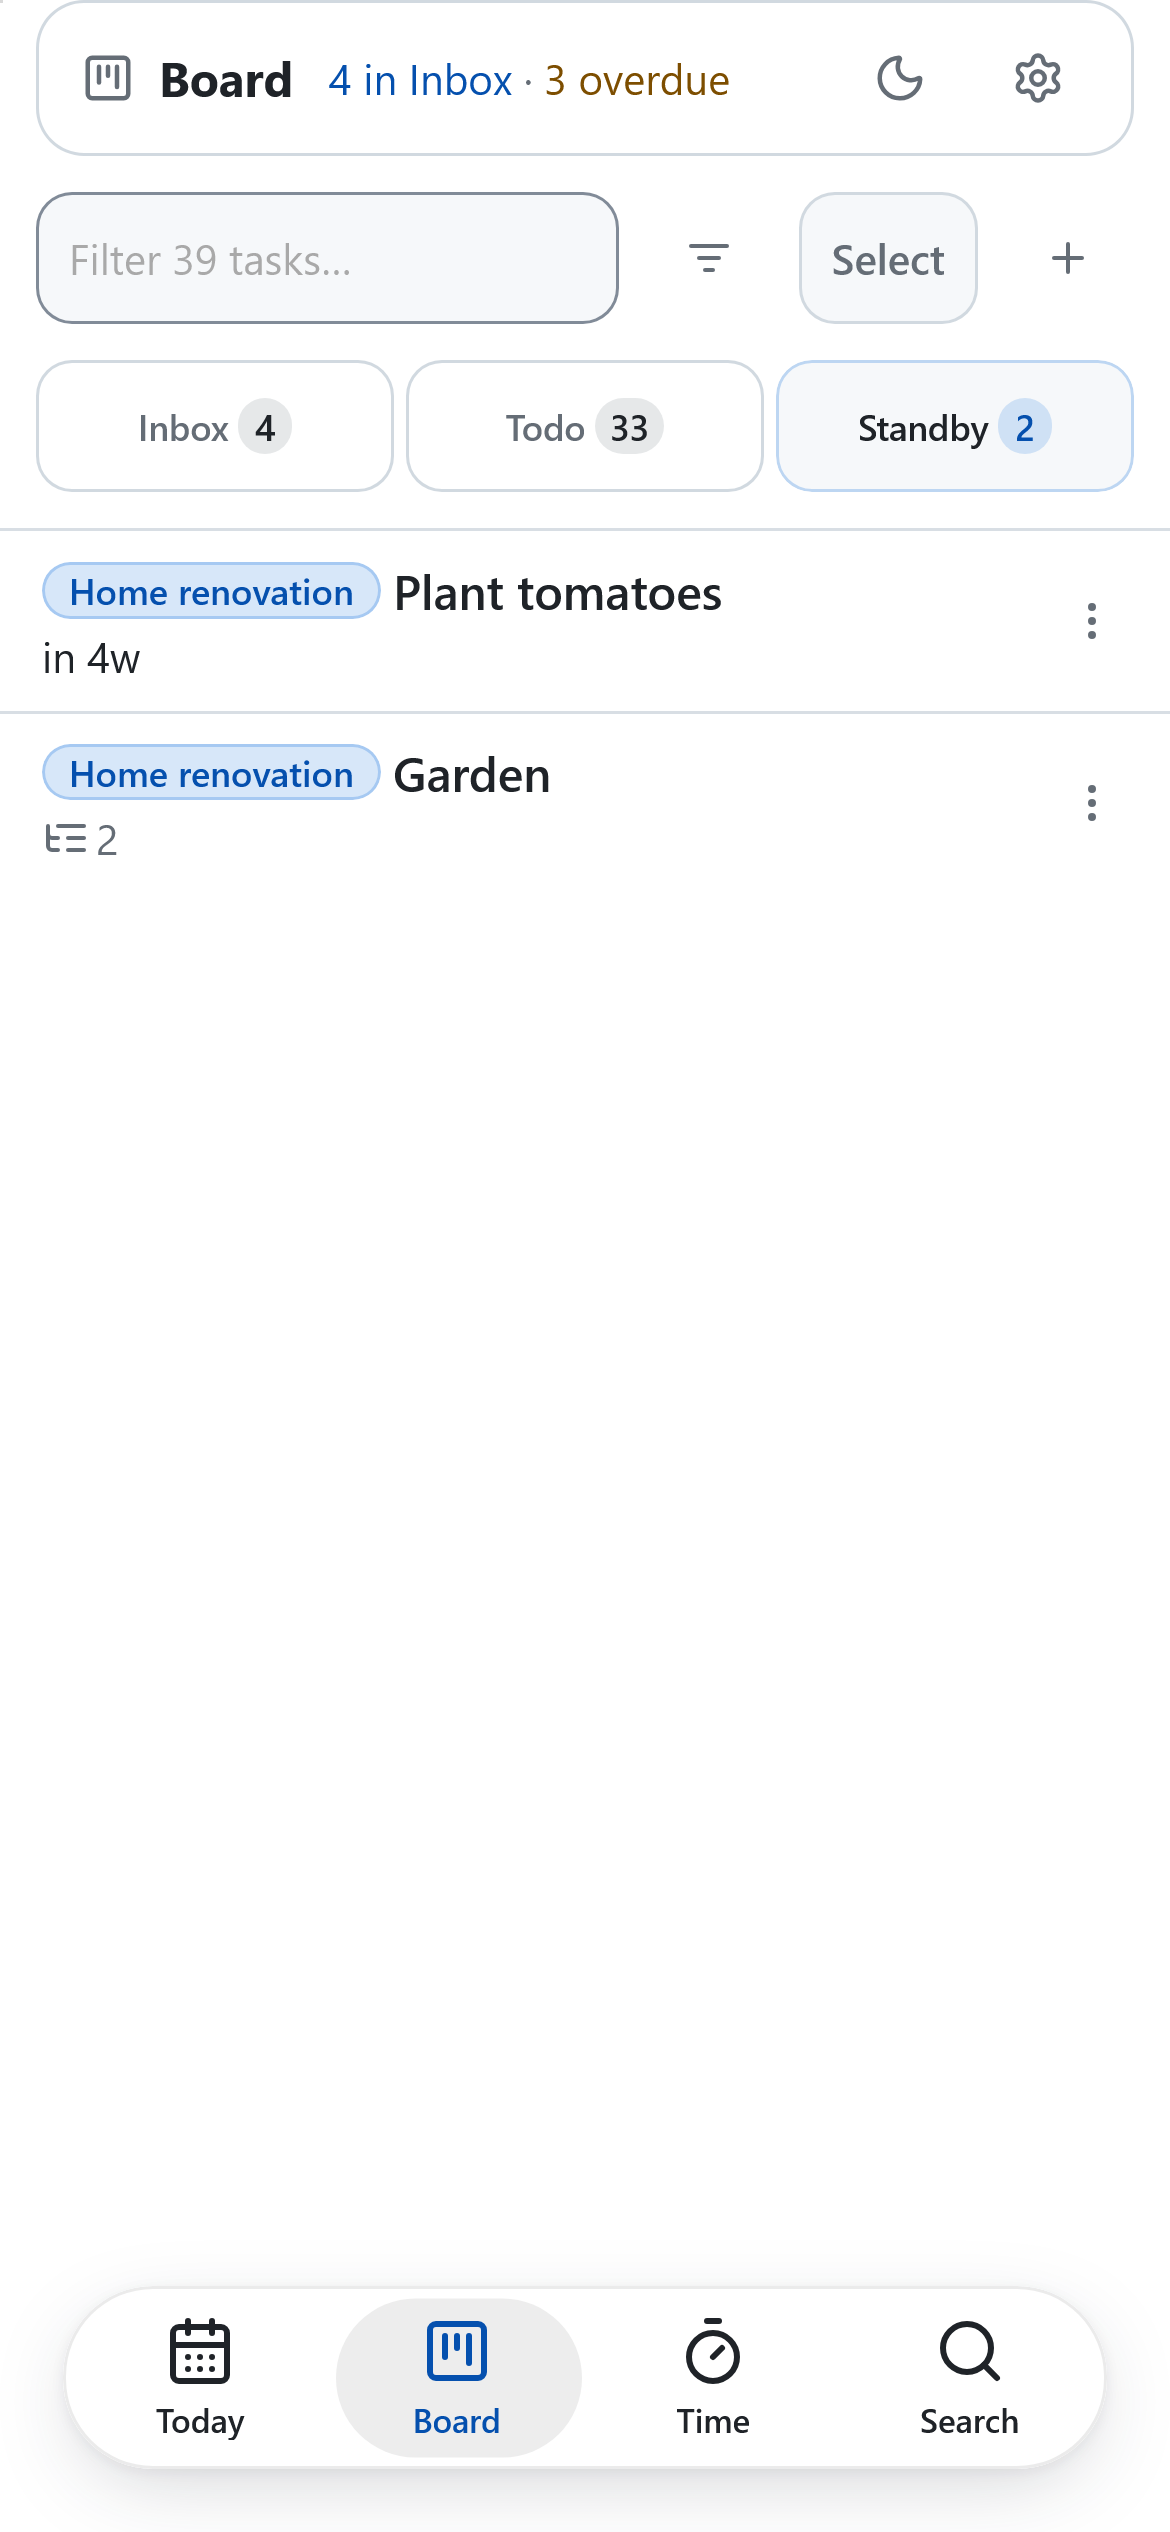 Board 4 in Inbox · 3 overdue
Filter 39 tasks...
Select
Inbox 4
Todo 33
Standby 2
Home renovation Plant tomatoes
in 4w
Home renovation Garden
2
Today
Board
Time
Search